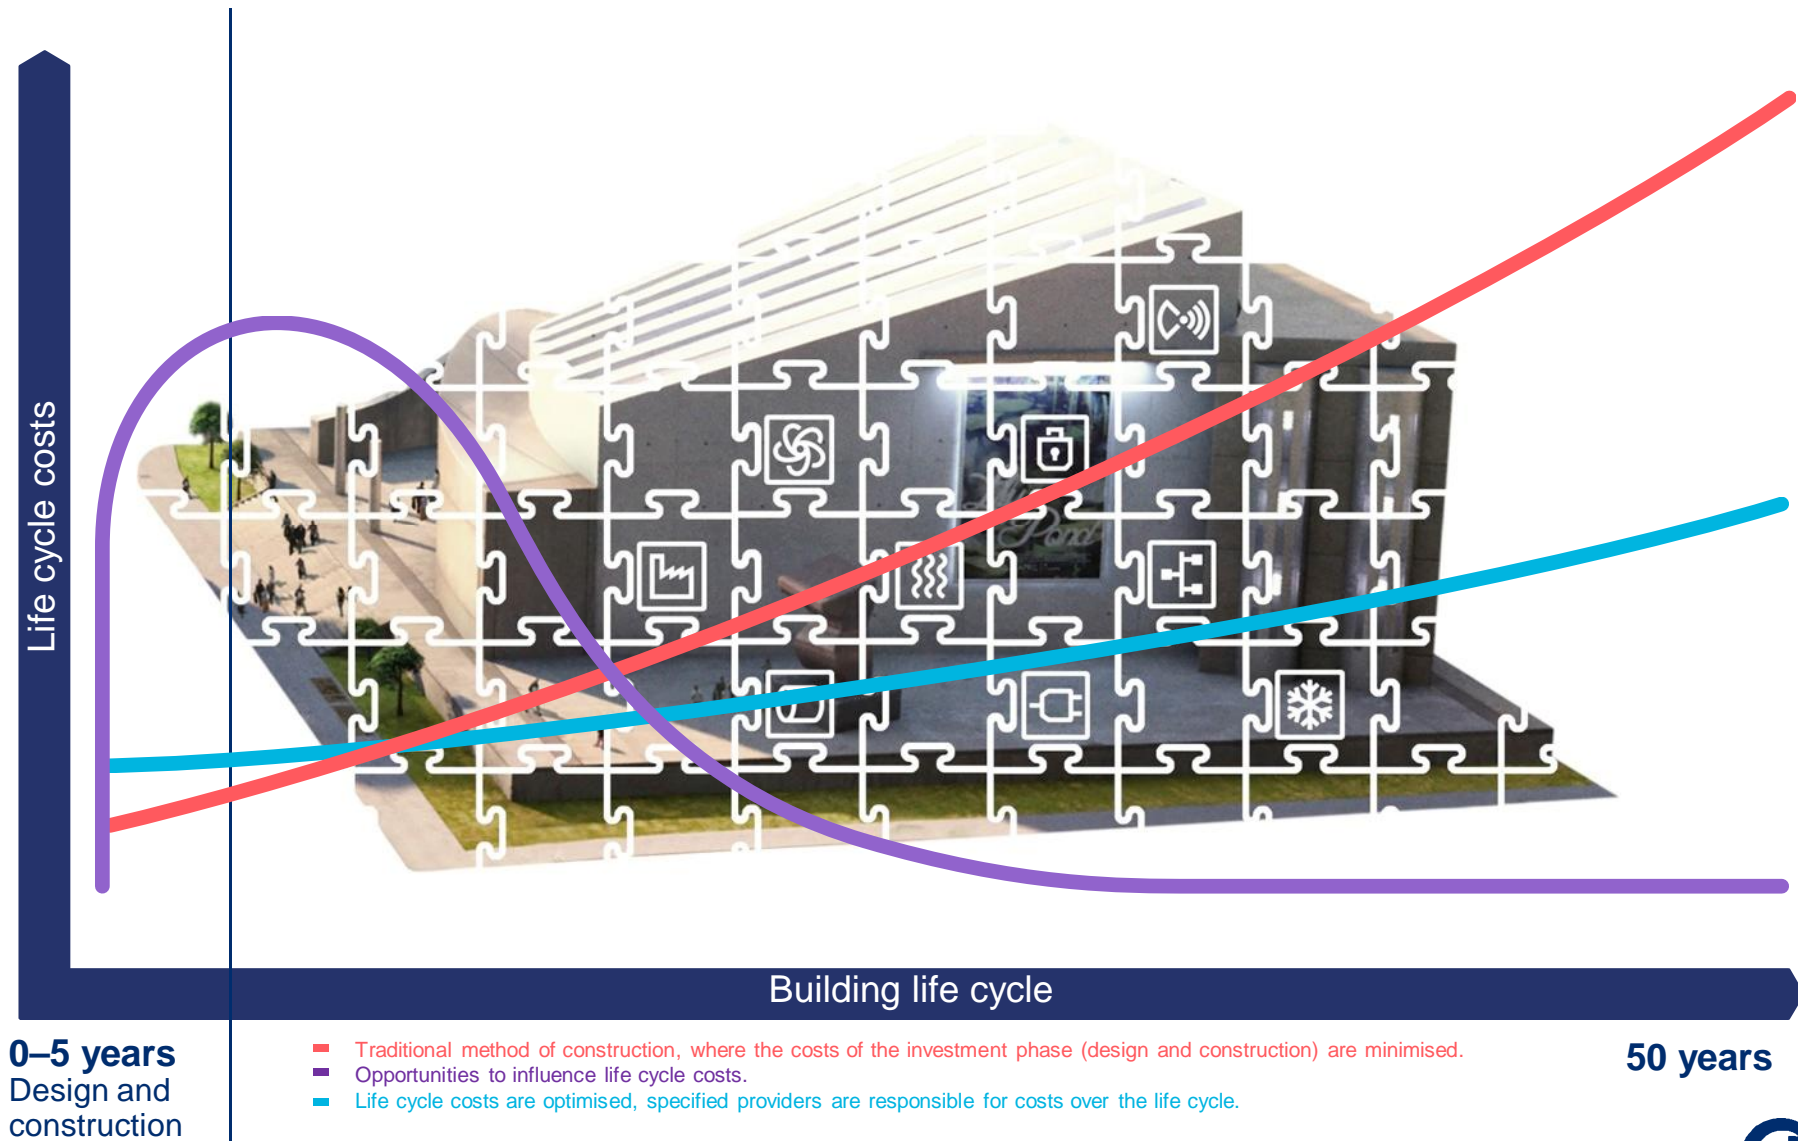 Life cycle costs
Pond
Building life cycle
0–5 years
Design and
construction
Traditional method of construction, where the costs of the investment phase (design and construction) are minimised.
Opportunities to influence life cycle costs.
Life cycle costs are optimised, specified providers are responsible for costs over the life cycle.
50 years